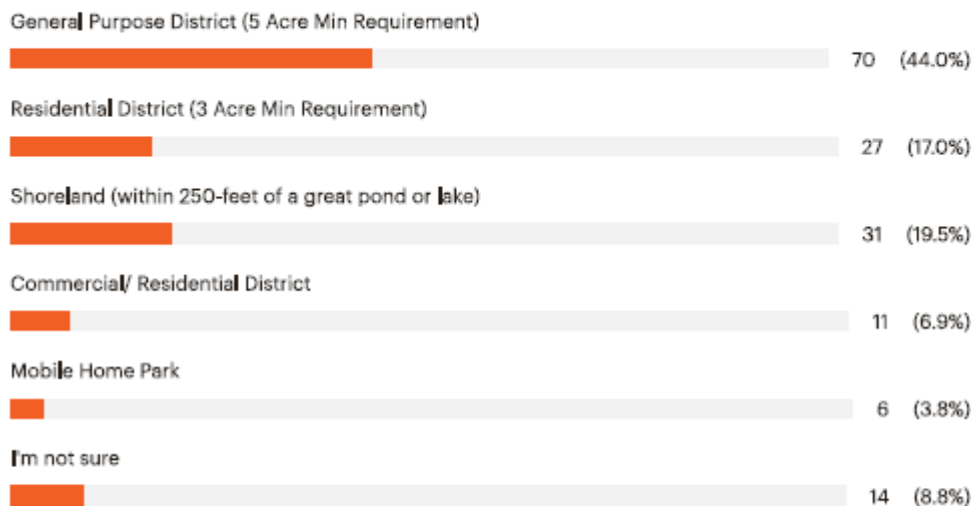 General Purpose District (5 Acre Min Requirement)
70 (44.0%)
Residential District (3 Acre Min Requirement)
27 (17.0%)
Shoreland (within 250-feet of a great pond or lake)
31 (19.5%)
Commercial/ Residential District
11 (6.9%)
Mobile Home Park
6 (3.8%)
I'm not sure
14 (8.8%)